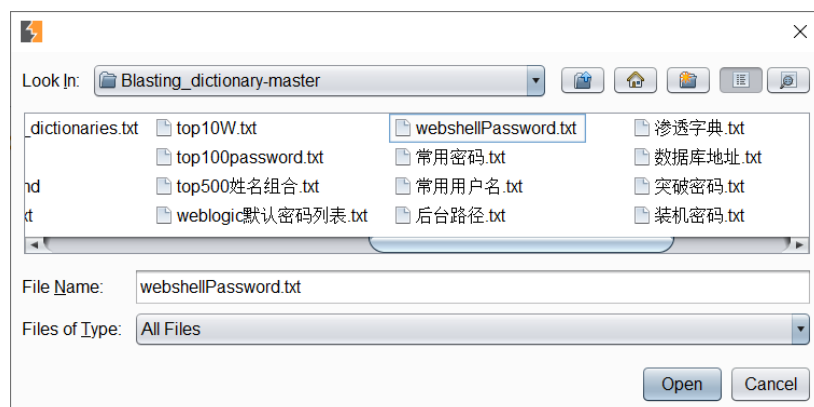 Look In: Blasting_dictionary-master
_dictionaries.txt top10W.txt webshellPassword.txt 渗透字典.txt
top100password.txt 常用密码.txt 数据库地址.txt
nd top500姓名组合.txt 常用用户名.txt 突破密码.txt
xt weblogic默认密码列表.txt 后台路径.txt 装机密码.txt
File Name: webshellPassword.txt
Files of Type: All Files
Open Cancel